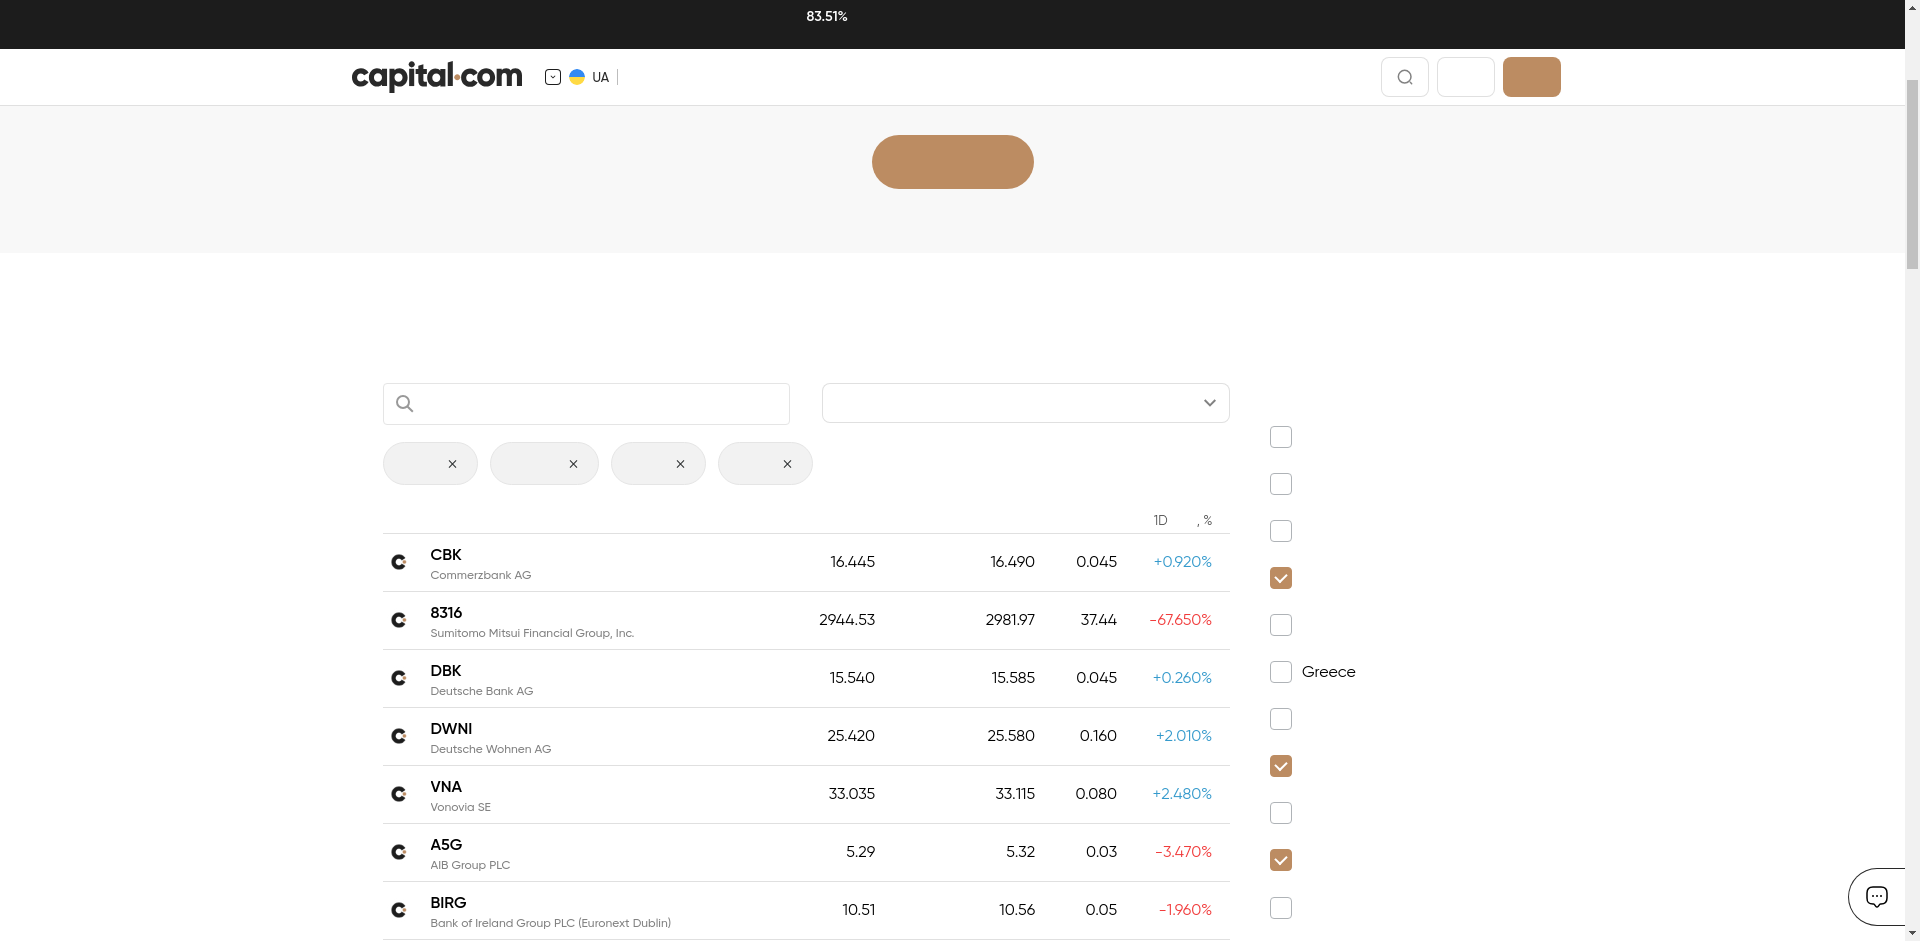 83.51%
capital.com
UA
1D , %
CBK
Commerzbank AG
16.445 16.490 0.045 +0.920%
8316
Sumitomo Mitsui Financial Group, Inc.
2944.53 2981.97 37.44 -67.650%
DBK
Deutsche Bank AG
15.540 15.585 0.045 +0.260%
DWNI
Deutsche Wohnen AG
25.420 25.580 0.160 +2.010%
VNA
Vonovia SE
33.035 33.115 0.080 +2.480%
A5G
AIB Group PLC
5.29 5.32 0.03 -3.470%
BIRG
Bank of Ireland Group PLC (Euronext Dublin)
10.51 10.56 0.05 -1.960%
Greece